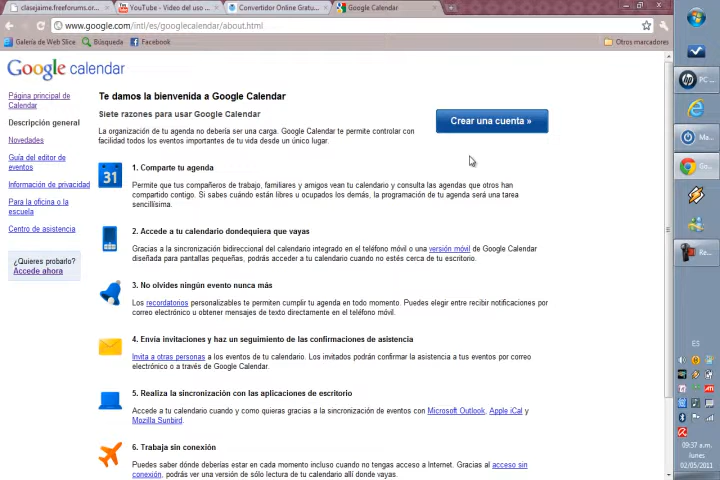 clasejaime.freeforums.org
YouTube - Video del uso
Convertidor Online Gratu...
Google Calendar
www.google.com/intl/es/googlecalendar/about.html
Galería de Web Slice
Búsqueda
Facebook
Otros marcadores
Google calendar
Página principal de
Calendar
Descripción general
Novedades
Guía del editor de
eventos
Información de privacidad
Para la oficina o la
escuela
Centro de asistencia
¿Quieres probarlo?
Accede ahora
Te damos la bienvenida a Google Calendar
Siete razones para usar Google Calendar
La organización de tu agenda no debería ser una carga. Google Calendar te permite controlar con
facilidad todos los eventos importantes de tu vida desde un único lugar.
Crear una cuenta »
31
1. Comparte tu agenda
Permite que tus compañeros de trabajo, familiares y amigos vean tu calendario y consulta las agendas que otros han
compartido contigo. Si sabes cuándo están libres u ocupados los demás, la programación de tu agenda será una tarea
sencillísima.
2. Accede a tu calendario dondequiera que vayas
Gracias a la sincronización bidireccional del calendario integrado en el teléfono móvil o una versión móvil de Google Calendar
diseñada para pantallas pequeñas, podrás acceder a tu calendario cuando no estés cerca de tu escritorio.
3. No olvides ningún evento nunca más
Los recordatorios personalizables te permiten cumplir tu agenda en todo momento. Puedes elegir entre recibir notificaciones por
correo electrónico u obtener mensajes de texto directamente en el teléfono móvil.
4. Envía invitaciones y haz un seguimiento de las confirmaciones de asistencia
Invita a otras personas a los eventos de tu calendario. Los invitados podrán confirmar la asistencia a tus eventos por correo
electrónico o a través de Google Calendar.
5. Realiza la sincronización con las aplicaciones de escritorio
Accede a tu calendario cuando y como quieras gracias a la sincronización de eventos con Microsoft Outlook, Apple iCal y
Mozilla Sunbird.
6. Trabaja sin conexión
Puedes saber dónde deberías estar en cada momento incluso cuando no tengas acceso a Internet. Gracias al acceso sin
conexión, podrás ver una versión de sólo lectura de tu calendario allí donde vayas.
PC ...
Ma...
Go...
Re...
ES
09:37 a.m.
lunes
02/05/2011